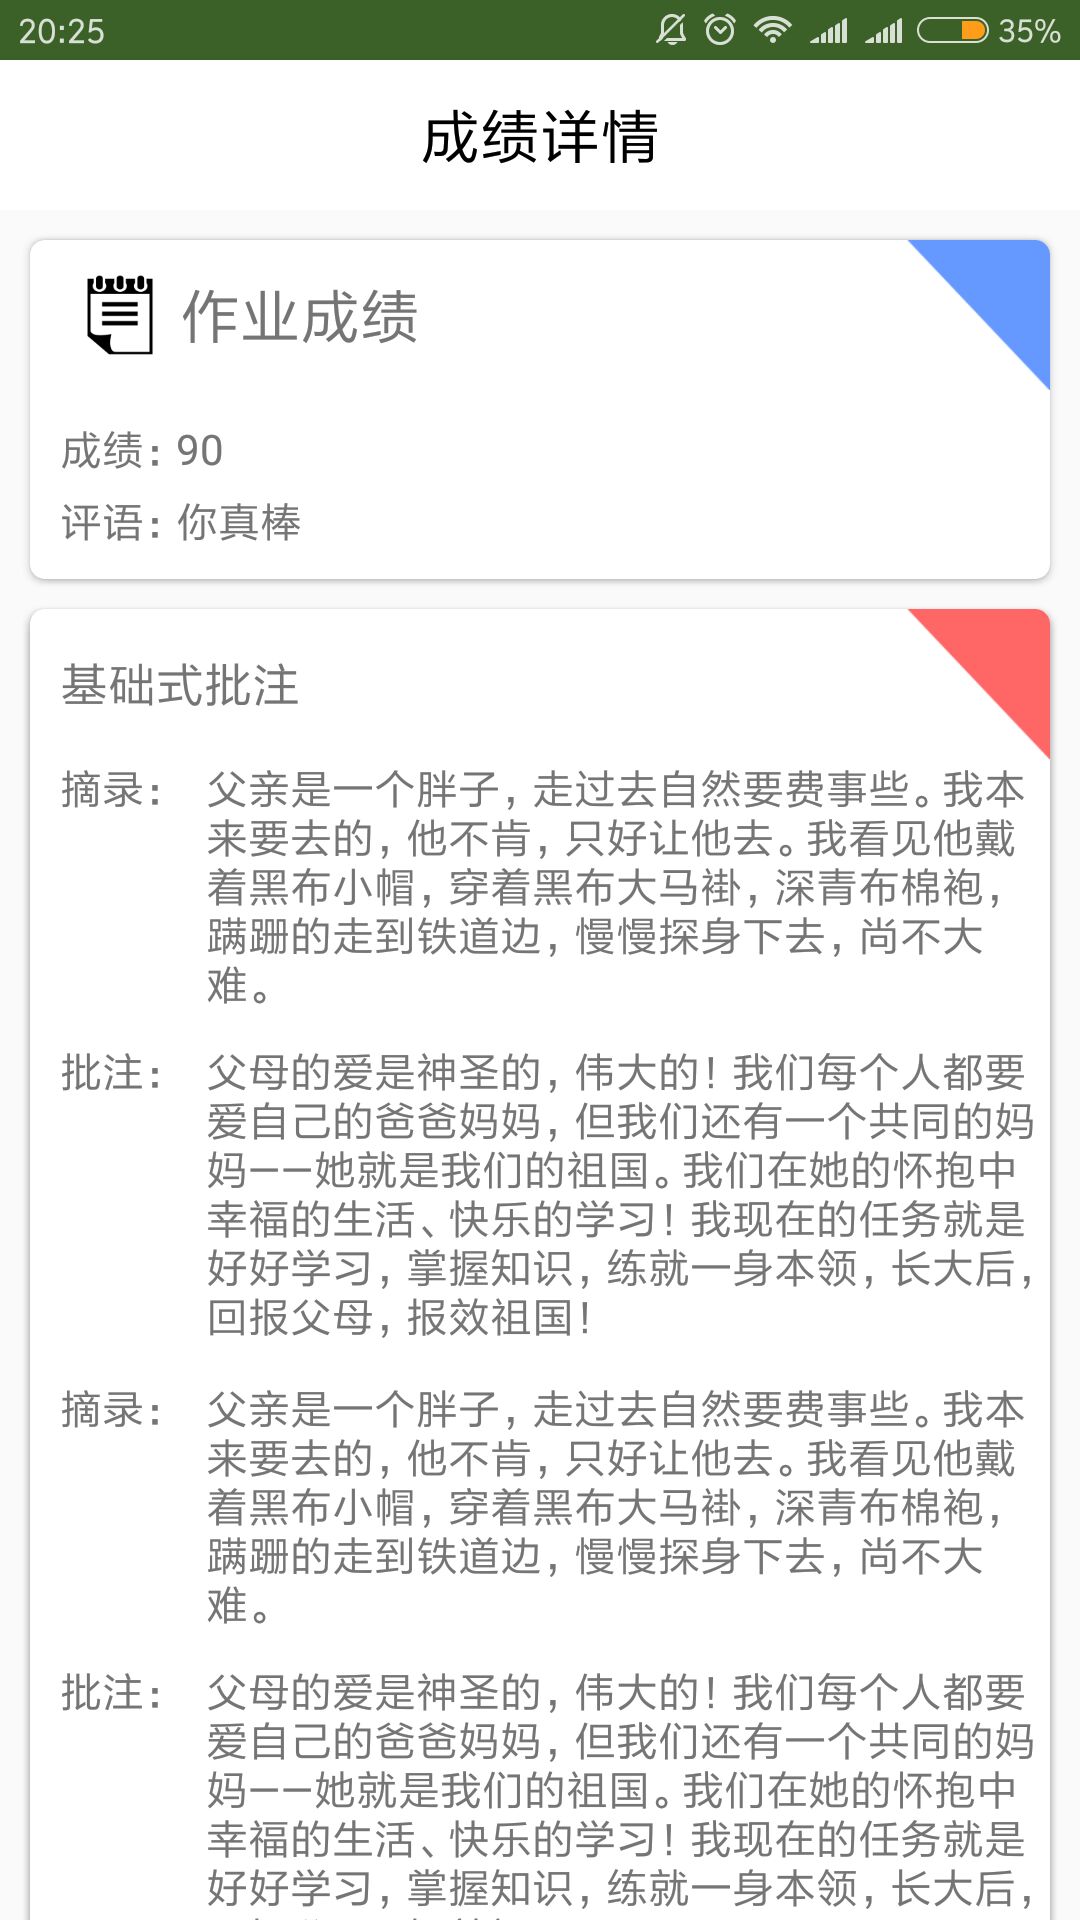 20:25
35%
成绩详情
作业成绩
成绩：90
评语：你真棒
基础式批注
摘录：
父亲是一个胖子，走过去自然要费事些。我本
来要去的，他不肯，只好让他去。我看见他戴
着黑布小帽，穿着黑布大马褂，深青布棉袍，
蹒跚的走到铁道边，慢慢探身下去，尚不大
难。
批注：
父母的爱是神圣的，伟大的！我们每个人都要
爱自己的爸爸妈妈，但我们还有一个共同的妈
妈——她就是我们的祖国。我们在她的怀抱中
幸福的生活、快乐的学习！我现在的任务就是
好好学习，掌握知识，练就一身本领，长大后，
回报父母，报效祖国！
摘录：
父亲是一个胖子，走过去自然要费事些。我本
来要去的，他不肯，只好让他去。我看见他戴
着黑布小帽，穿着黑布大马褂，深青布棉袍，
蹒跚的走到铁道边，慢慢探身下去，尚不大
难。
批注：
父母的爱是神圣的，伟大的！我们每个人都要
爱自己的爸爸妈妈，但我们还有一个共同的妈
妈——她就是我们的祖国。我们在她的怀抱中
幸福的生活、快乐的学习！我现在的任务就是
好好学习，掌握知识，练就一身本领，长大后，